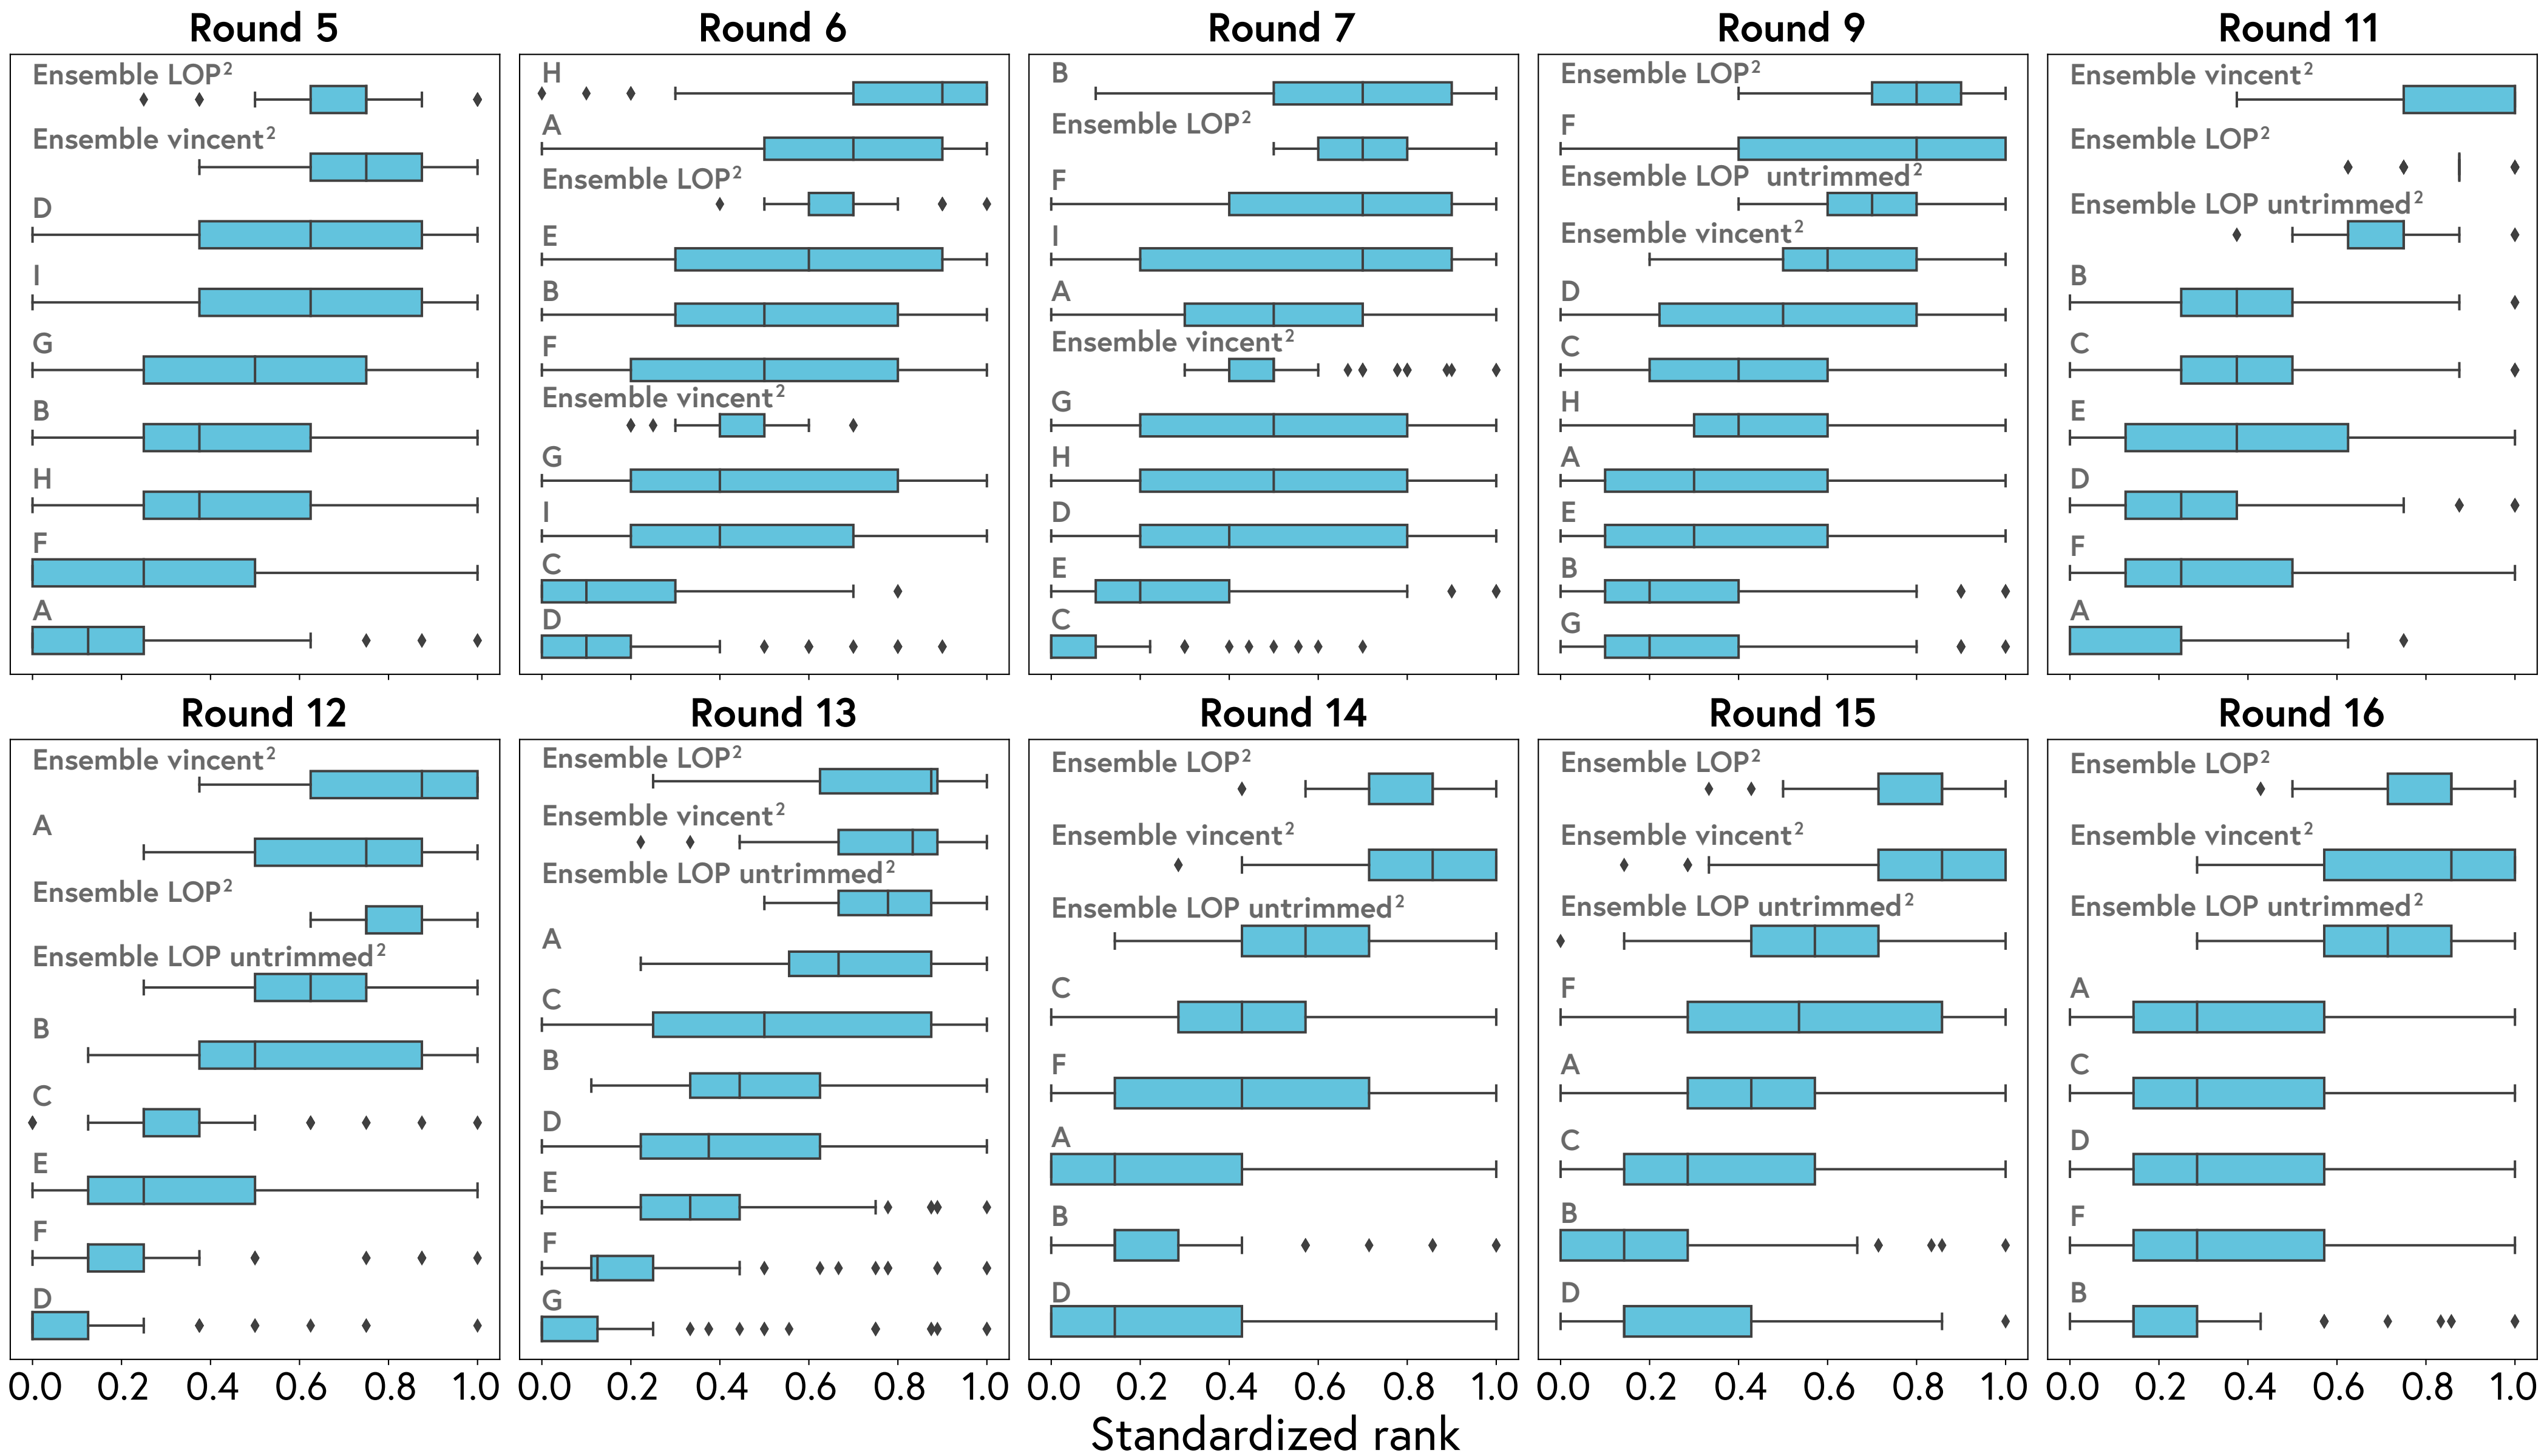 Round 5
Ensemble LOP²
Ensemble vincent²
D
I
G
B
H
F
A
Round 6
H
A
Ensemble LOP²
E
B
F
Ensemble vincent²
G
I
C
D
Round 7
B
Ensemble LOP²
F
I
A
Ensemble vincent²
G
H
D
E
C
Round 9
Ensemble LOP²
F
Ensemble LOP untrimmed²
Ensemble vincent²
D
C
H
A
E
B
G
Round 11
Ensemble vincent²
Ensemble LOP²
Ensemble LOP untrimmed²
B
C
E
D
F
A
Round 12
Ensemble vincent²
A
Ensemble LOP²
Ensemble LOP untrimmed²
B
C
E
F
D
0.0 0.2 0.4 0.6 0.8 1.0
Round 13
Ensemble LOP²
Ensemble vincent²
Ensemble LOP untrimmed²
A
C
B
D
E
F
G
0.0 0.2 0.4 0.6 0.8 1.0
Round 14
Ensemble LOP²
Ensemble vincent²
Ensemble LOP untrimmed²
C
F
A
B
D
0.0 0.2 0.4 0.6 0.8 1.0
Round 15
Ensemble LOP²
Ensemble vincent²
Ensemble LOP untrimmed²
F
A
C
B
D
0.0 0.2 0.4 0.6 0.8 1.0
Round 16
Ensemble LOP²
Ensemble vincent²
Ensemble LOP untrimmed²
A
C
D
F
B
0.0 0.2 0.4 0.6 0.8 1.0
Standardized rank